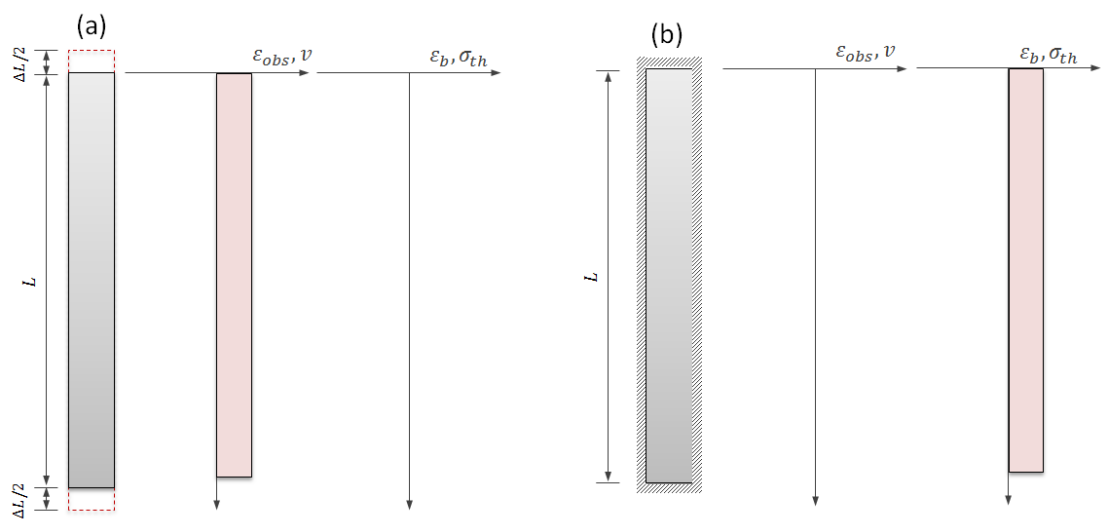 (a)
ΔL/2
L
ΔL/2
ε_obs, v
ε_b, σ_th
(b)
L
ε_obs, v
ε_b, σ_th